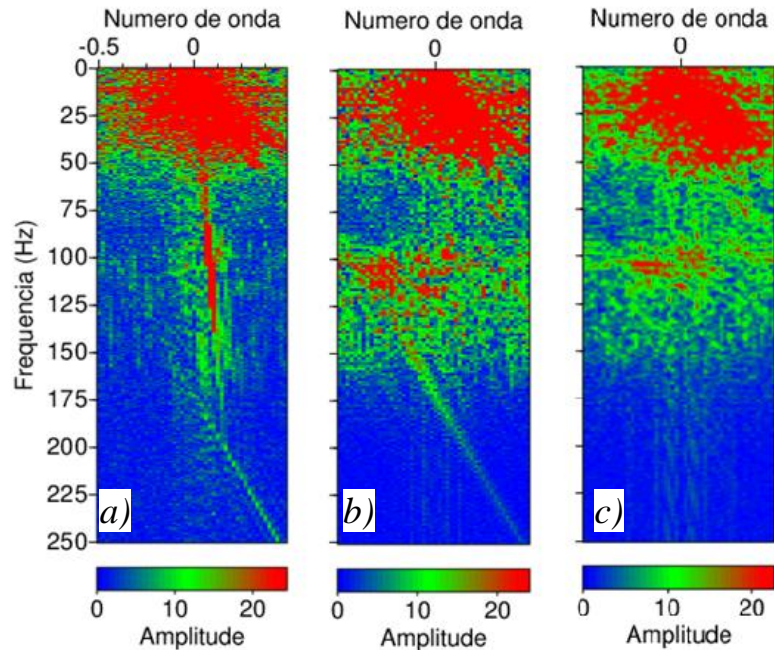 Numero de onda Numero de onda Numero de onda
-0.5 0 0 0
0
25
50
75
100
125
150
175
200
225
250
Frequencia (Hz)
a) b) c)
0 10 20 0 10 20 0 10 20
Amplitude Amplitude Amplitude